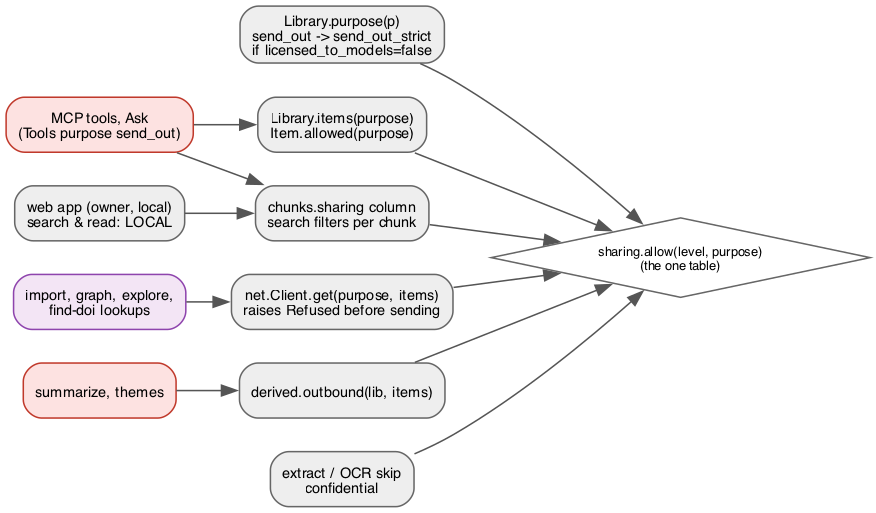 Library.purpose(p)
send_out -> send_out_strict
if licensed_to_models=false
MCP tools, Ask
(Tools purpose send_out)
Library.items(purpose)
Item.allowed(purpose)
web app (owner, local)
search & read: LOCAL
chunks.sharing column
search filters per chunk
sharing.allow(level, purpose)
(the one table)
import, graph, explore,
find-doi lookups
net.Client.get(purpose, items)
raises Refused before sending
summarize, themes
derived.outbound(lib, items)
extract / OCR skip
confidential